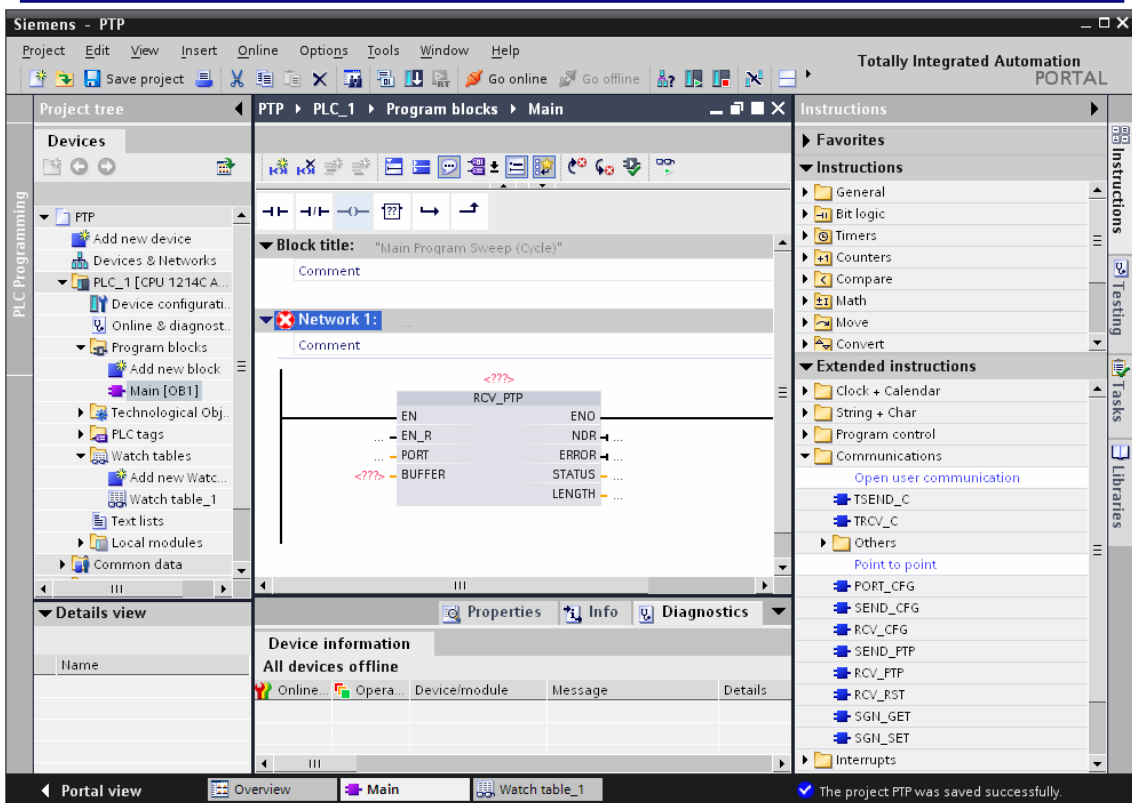 Siemens - PTP
Project Edit View Insert Online Options Tools Window Help
Totally Integrated Automation
PORTAL
Save project Go online Go offline
Project tree
PTP PLC_1 Program blocks Main
Instructions
Devices
Favorites
Instructions
General
Bit logic
Timers
Counters
Compare
Math
Move
Convert
Extended instructions
Clock + Calendar
String + Char
Program control
Communications
Open user communication
TSEND_C
TRCV_C
Others
Point to point
PORT_CFG
SEND_CFG
RCV_CFG
SEND_PTP
RCV_PTP
RCV_RST
SGN_GET
SGN_SET
Interrupts
PLC Programming
PTP
Add new device
Devices & Networks
PLC_1 [CPU 1214C A...
Device configurati..
Online & diagnost..
Program blocks
Add new block
Main [OB1]
Technological Obj..
PLC tags
Watch tables
Add new Watc...
Watch_table_1
Text lists
Local modules
Common data
Details view
Name
??
Block title: "Main Program Sweep (Cycle)"
Comment
Network 1: .....
Comment
<???>
RCV_PTP
EN ENO
... EN_R NDR ...
... PORT ERROR ...
<???> BUFFER STATUS ...
LENGTH ...
Properties Info Diagnostics
Device information
All devices offline
Online... Opera... Device/module Message Details
Instructions
Testing
Tasks
Libraries
Portal view Overview Main Watch table_1 The project PTP was saved successfully.